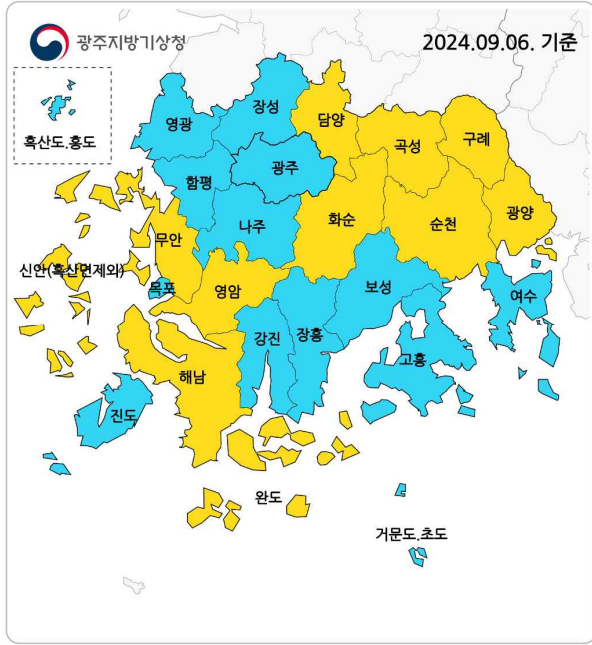 광주지방기상청
2024.09.06. 기준
흑산도.홍도
영광
장성
담양
곡성
구례
함평
광주
나주
화순
순천
광양
무안
신안(흑산면제외)
목포
영암
보성
여수
강진
장흥
고흥
해남
진도
완도
거문도.초도